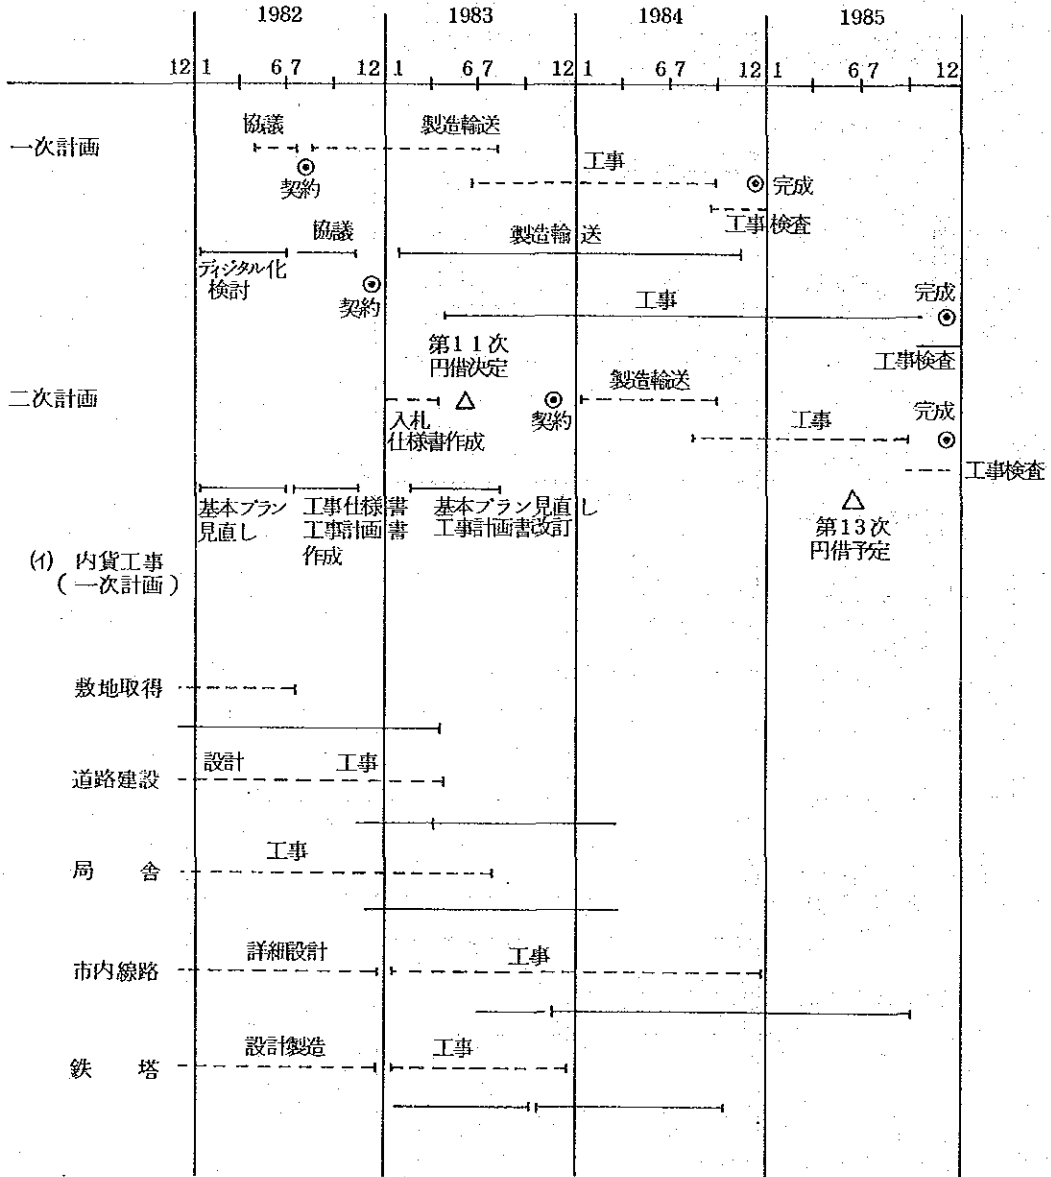 1982 1983 1984 1985
12 1 6 7 12 1 6 7 12 1 6 7 12 1 6 7 12
一次計画
協議
製造輸送
契約
工事
完成
工事検査
協議
製造輸送
ディジタル化
検討
契約
工事
完成
工事検査
二次計画
第11次
円借決定
入札
仕様書作成
契約
製造輸送
工事
完成
工事検査
基本プラン
見直し
工事仕様書
工事計画書
作成
基本プラン見直し
工事計画書改訂
第13次
円借予定
(イ) 内貨工事
(一次計画)
敷地取得
道路建設
設計
工事
局舎
工事
市内線路
詳細設計
工事
鉄塔
設計製造
工事